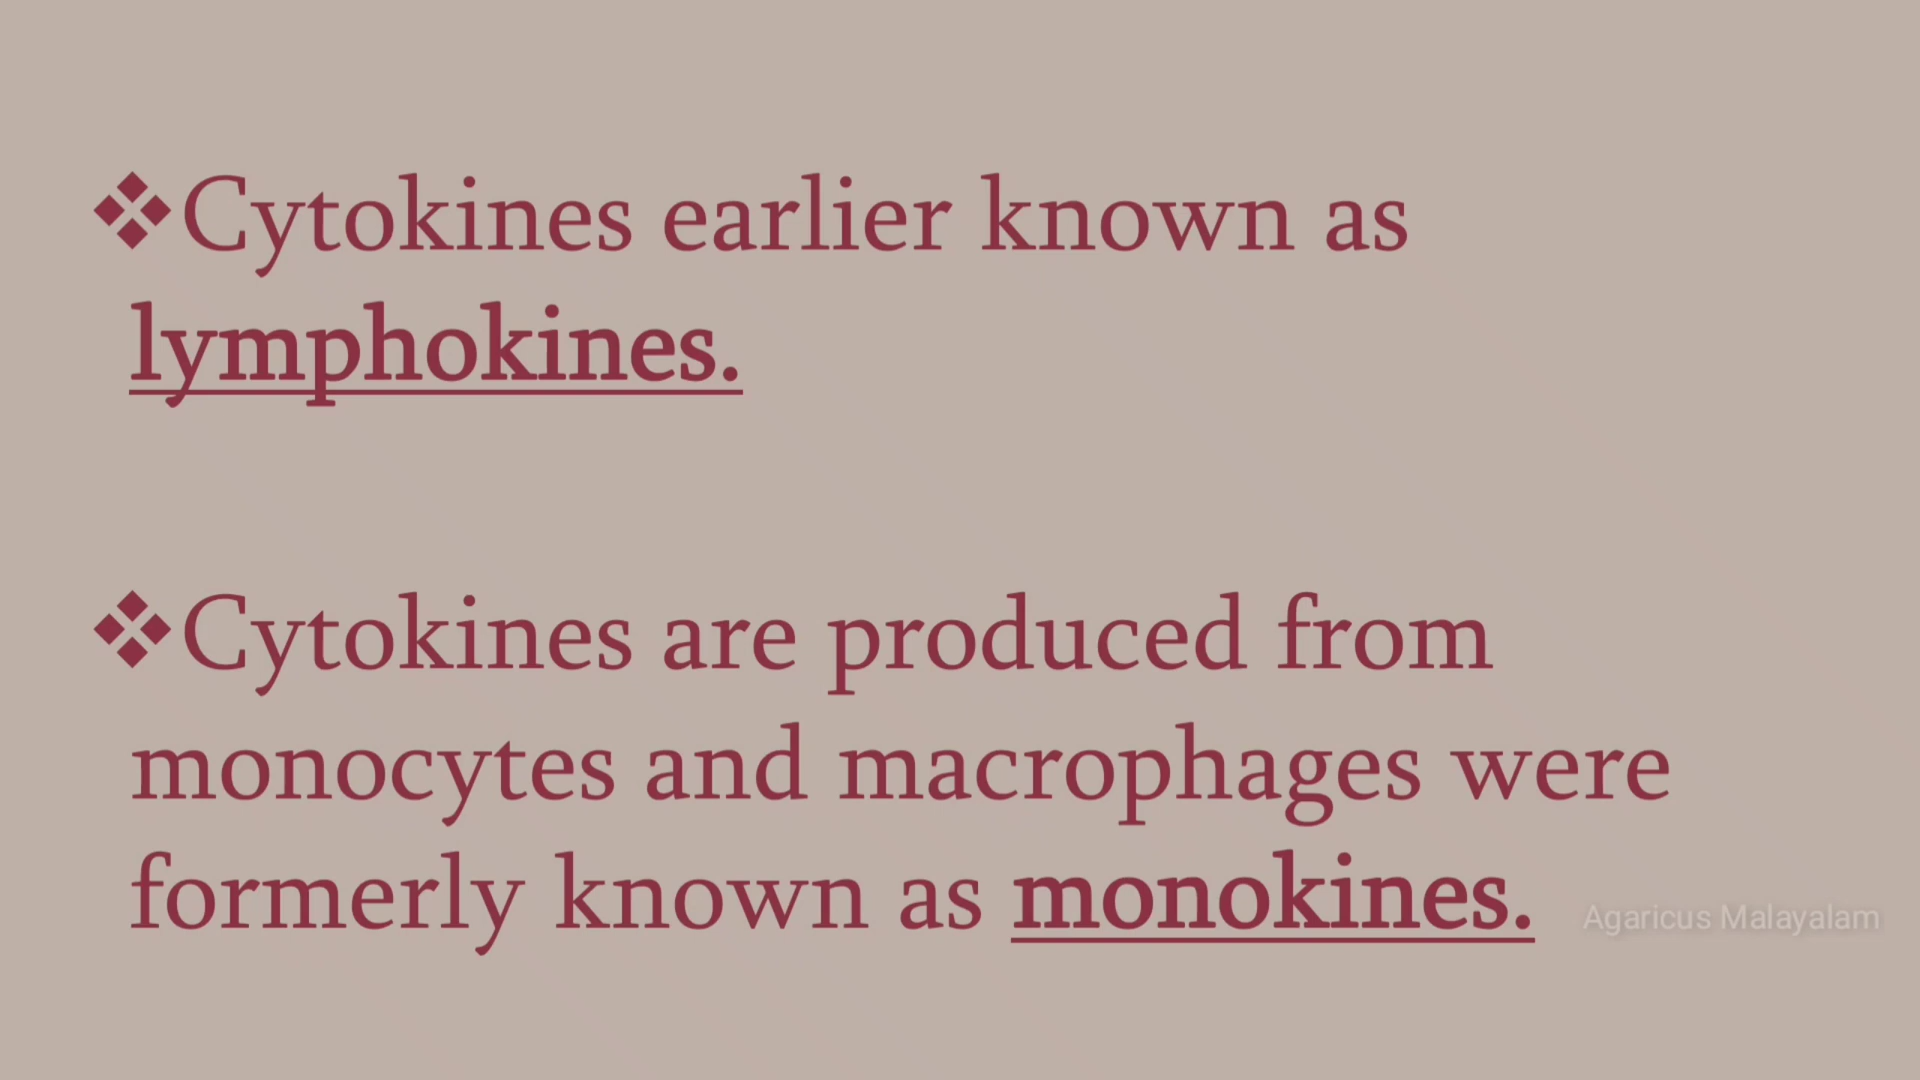 ❖Cytokines earlier known as
lymphokines.
❖Cytokines are produced from
monocytes and macrophages were
formerly known as monokines.
Agaricus Malayalam